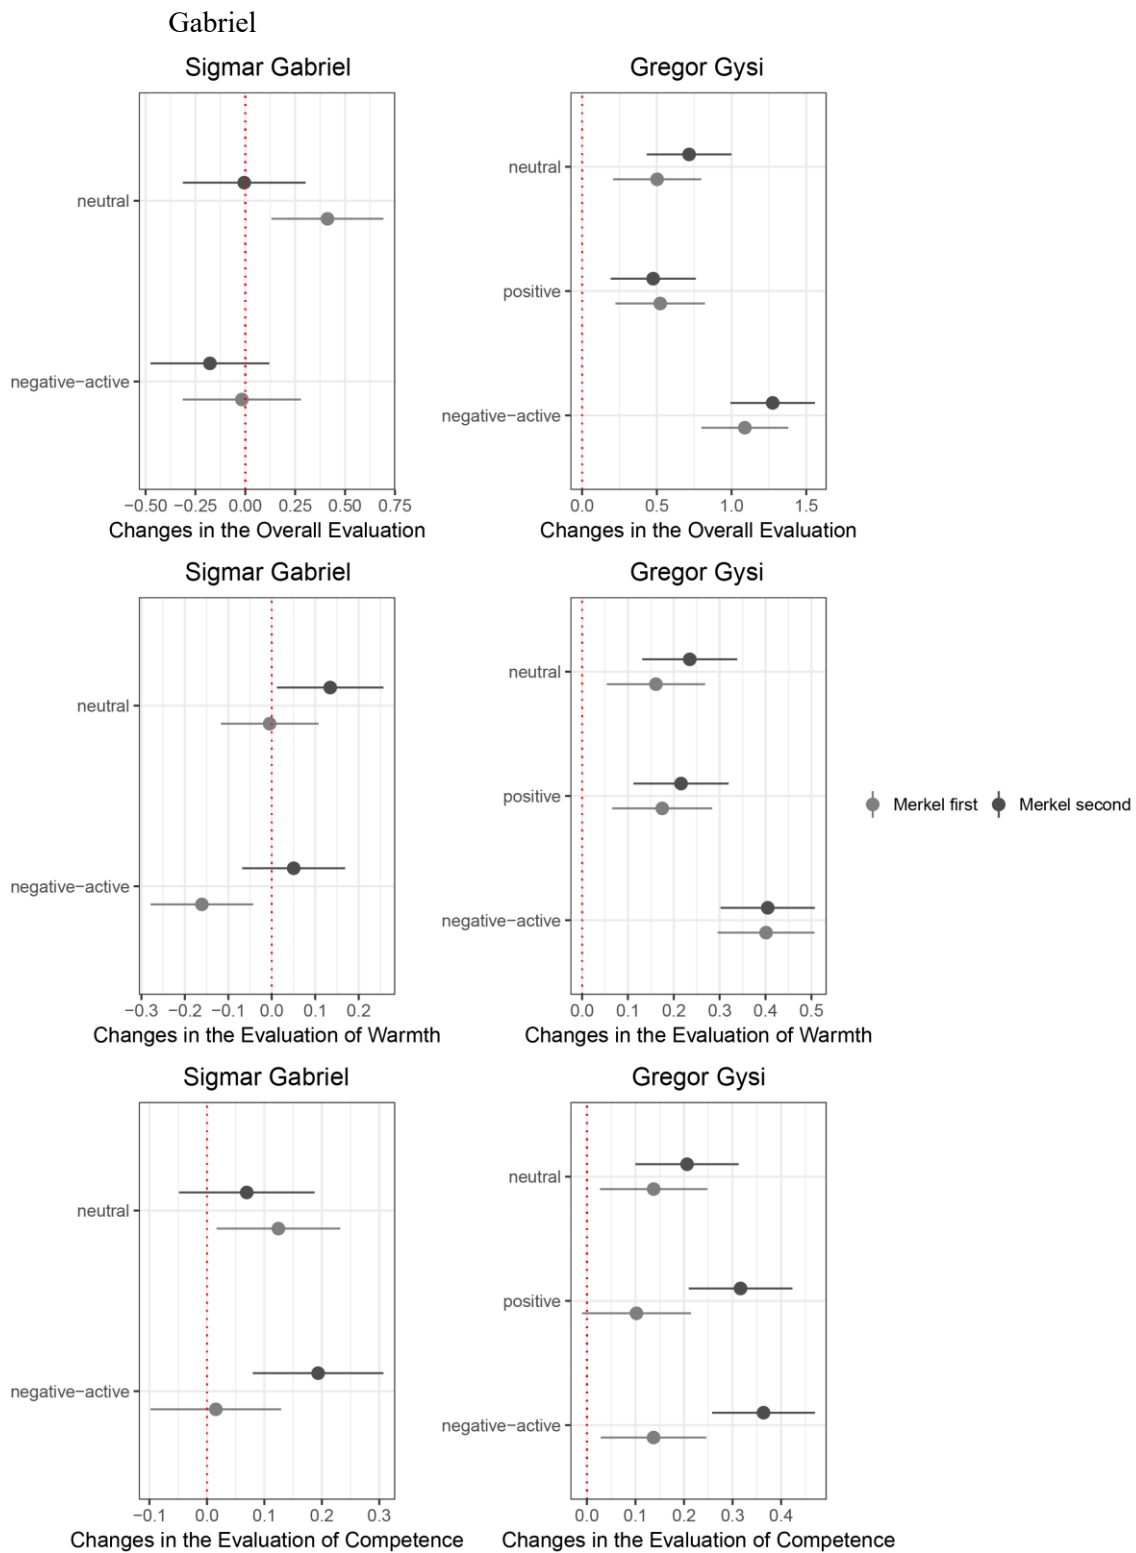 Gabriel
Sigmar Gabriel
neutral
negative−active
−0.50 −0.25 0.00 0.25 0.50 0.75
Changes in the Overall Evaluation
Gregor Gysi
neutral
positive
negative−active
0.0 0.5 1.0 1.5
Changes in the Overall Evaluation
Sigmar Gabriel
neutral
negative−active
−0.3 −0.2 −0.1 0.0 0.1 0.2
Changes in the Evaluation of Warmth
Gregor Gysi
neutral
positive
negative−active
0.0 0.1 0.2 0.3 0.4 0.5
Changes in the Evaluation of Warmth
Merkel first Merkel second
Sigmar Gabriel
neutral
negative−active
−0.1 0.0 0.1 0.2 0.3
Changes in the Evaluation of Competence
Gregor Gysi
neutral
positive
negative−active
0.0 0.1 0.2 0.3 0.4
Changes in the Evaluation of Competence